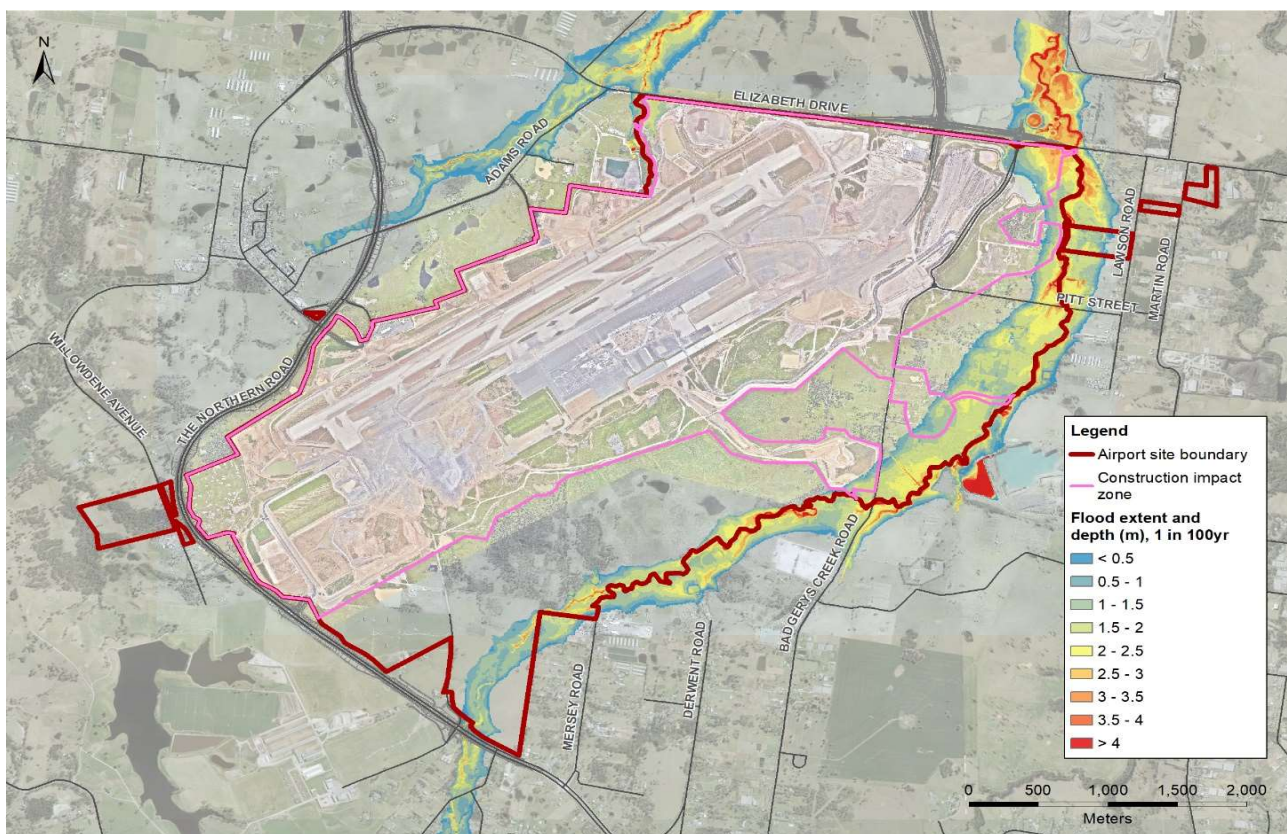 N
ELIZABETH DRIVE
ADAMS ROAD
LAWSON ROAD
MARTIN ROAD
PITT STREET
WILLOWDENE AVENUE
THE NORTHERN ROAD
BADGERYS CREEK ROAD
MERSEY ROAD
DERWENT ROAD
Legend
Airport site boundary
Construction impact
zone
Flood extent and
depth (m), 1 in 100yr
< 0.5
0.5 - 1
1 - 1.5
1.5 - 2
2 - 2.5
2.5 - 3
3 - 3.5
3.5 - 4
> 4
0 500 1,000 1,500 2,000
Meters